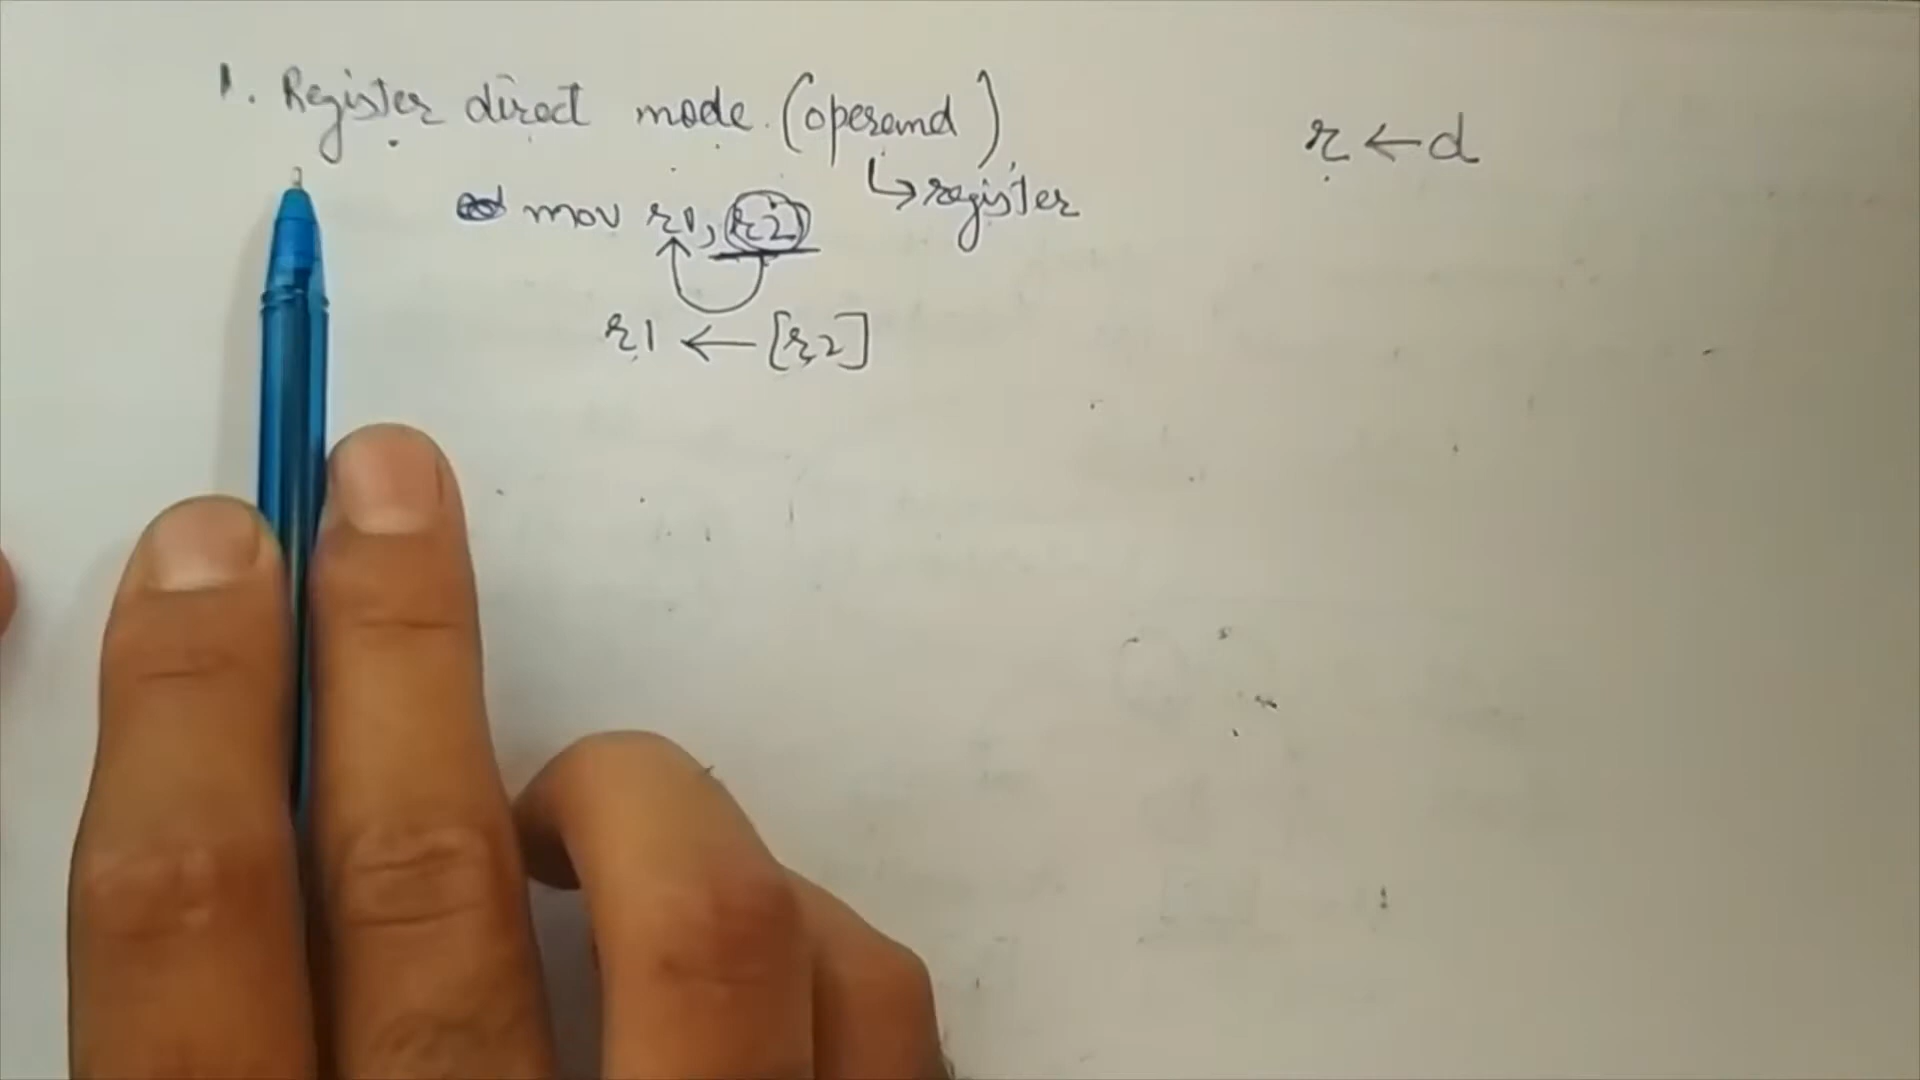 1. Register direct mode. (operand)
↳ register
mov r1, r2
r1 ← [r2]
r ← d